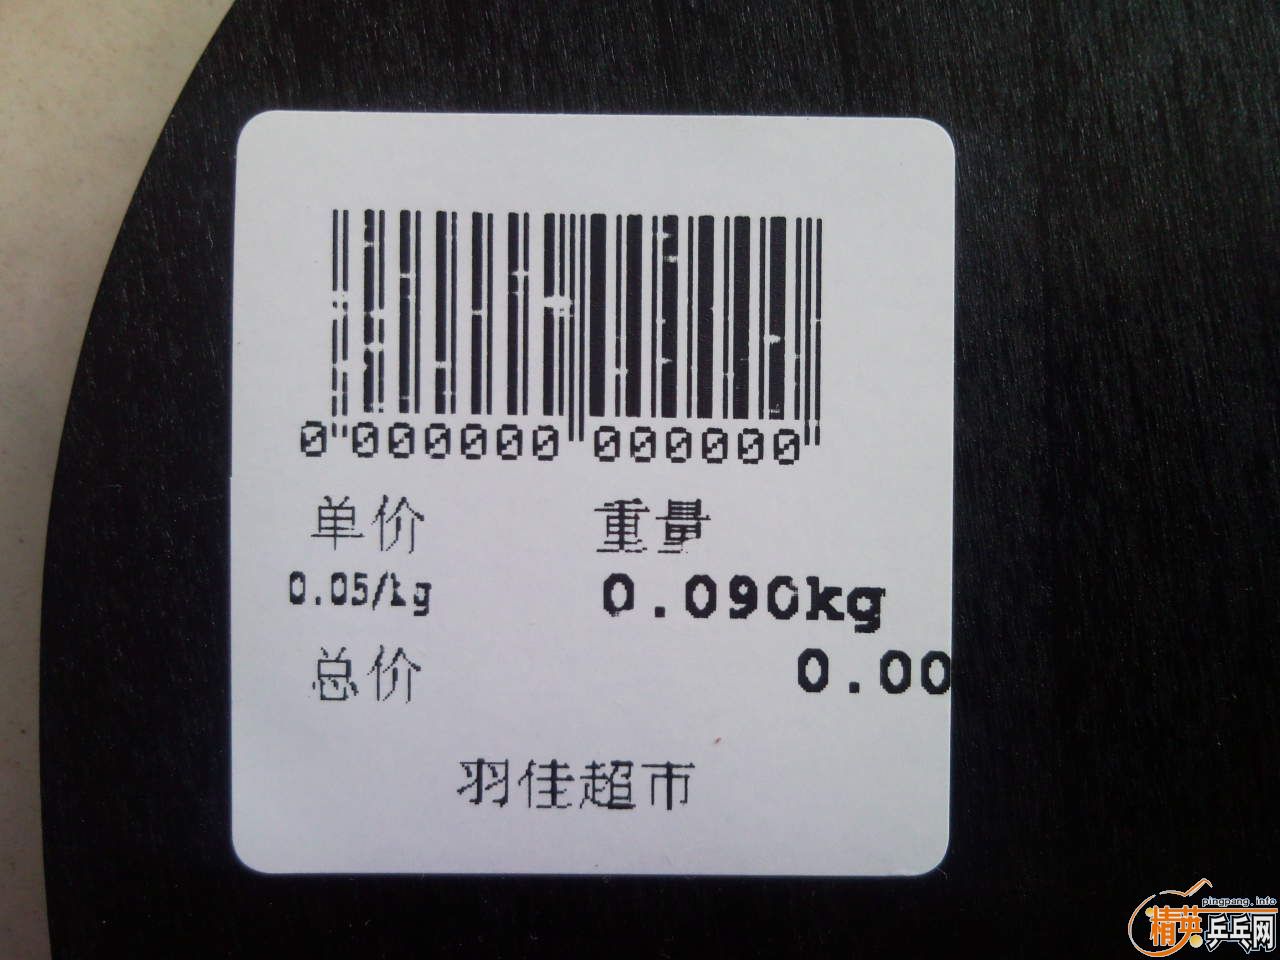 0 000000 000000
单价 重量
0.05/kg 0.090kg
总价 0.00
羽佳超市
pingpang.info
精英乒乓网